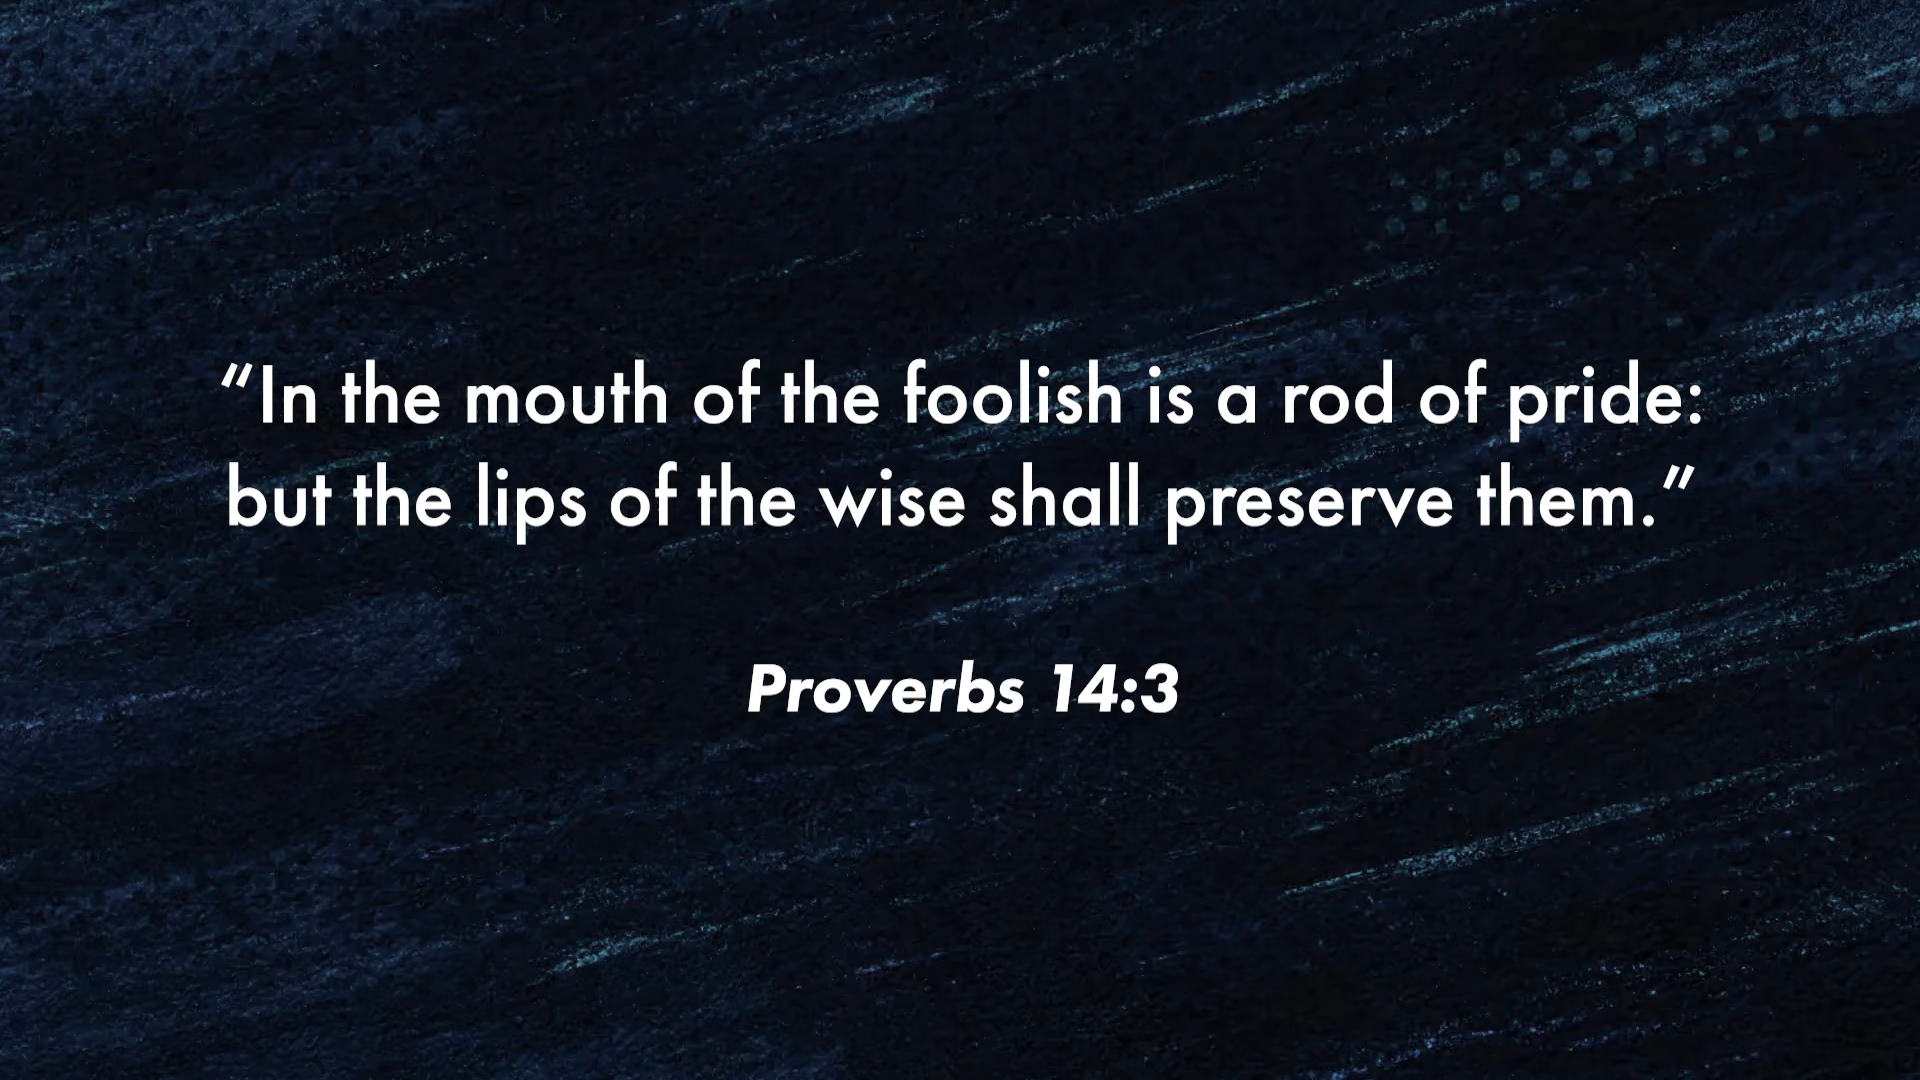 “In the mouth of the foolish is a rod of pride:
but the lips of the wise shall preserve them.”
Proverbs 14:3